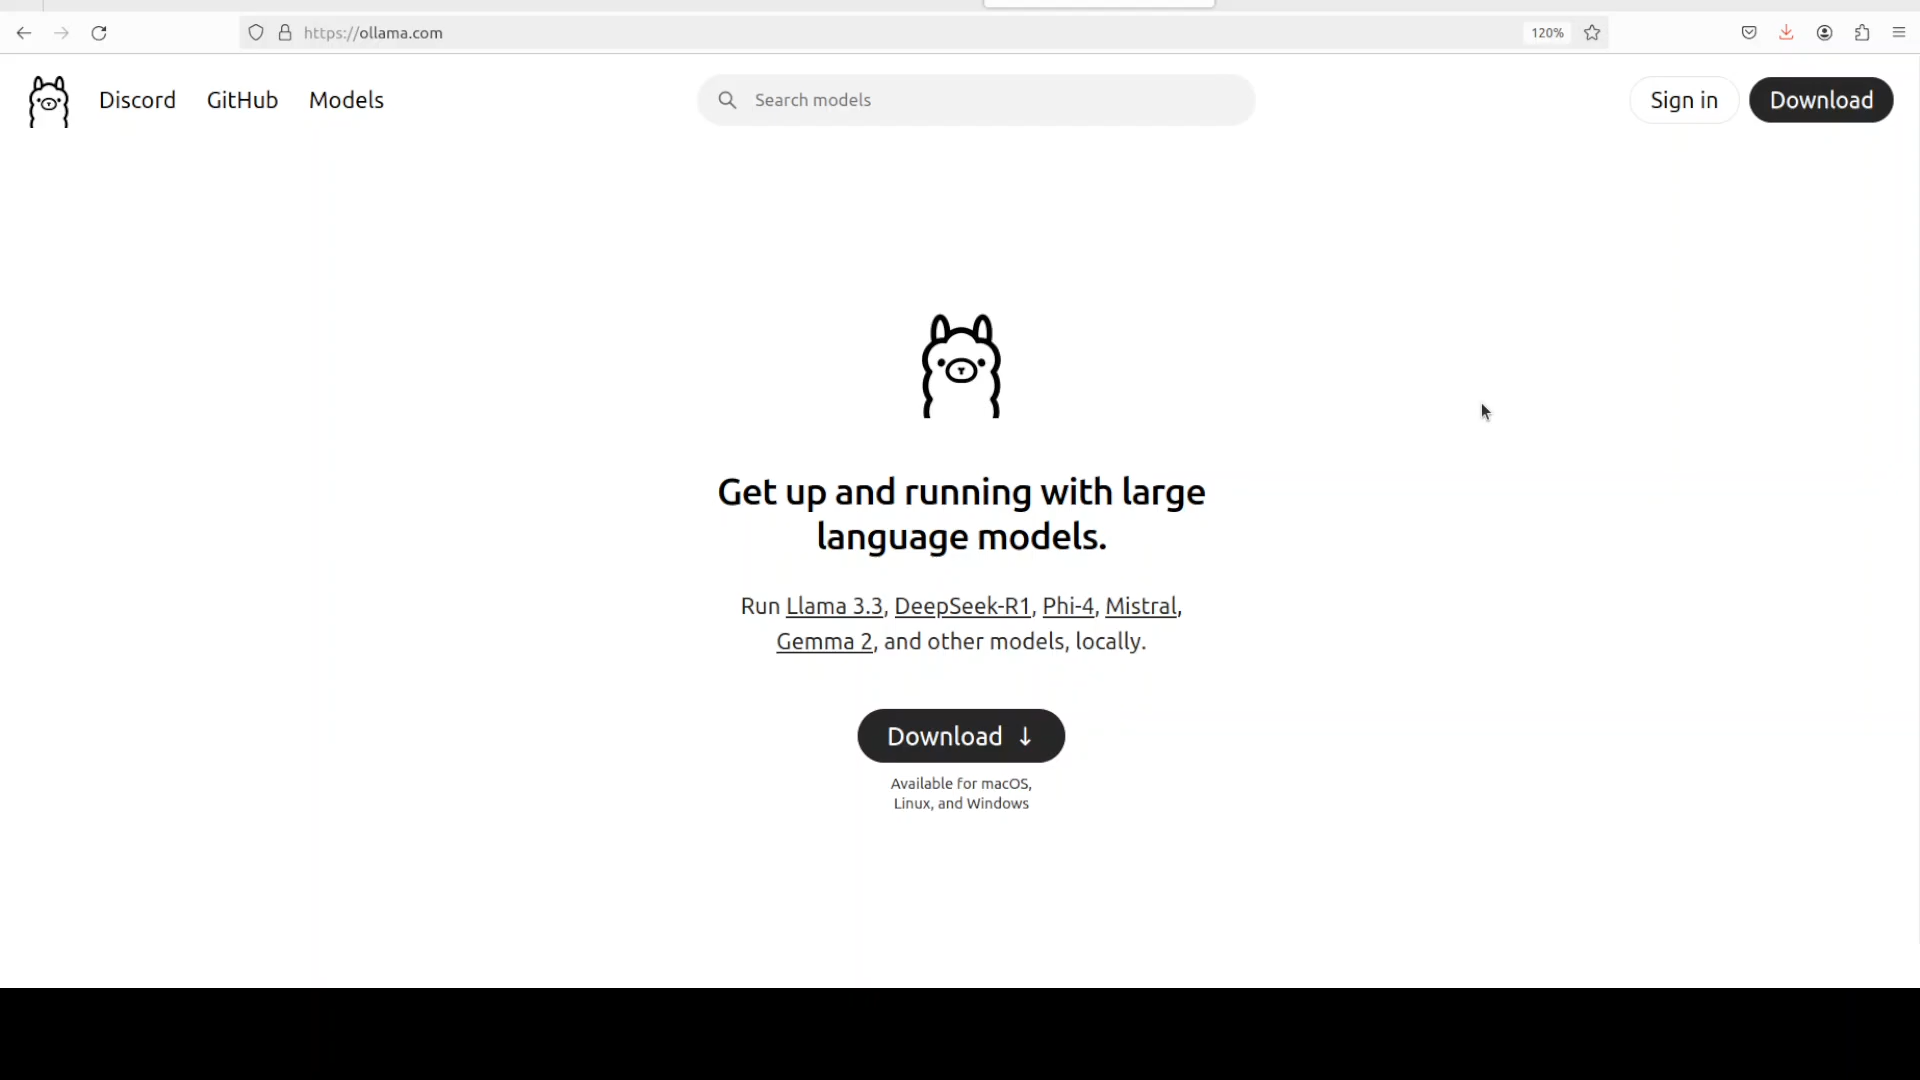 https://ollama.com
120%
Discord GitHub Models
Search models
Sign in
Download
Get up and running with large
language models.
Run Llama 3.3, DeepSeek-R1, Phi-4, Mistral,
Gemma 2, and other models, locally.
Download ↓
Available for macOS,
Linux, and Windows